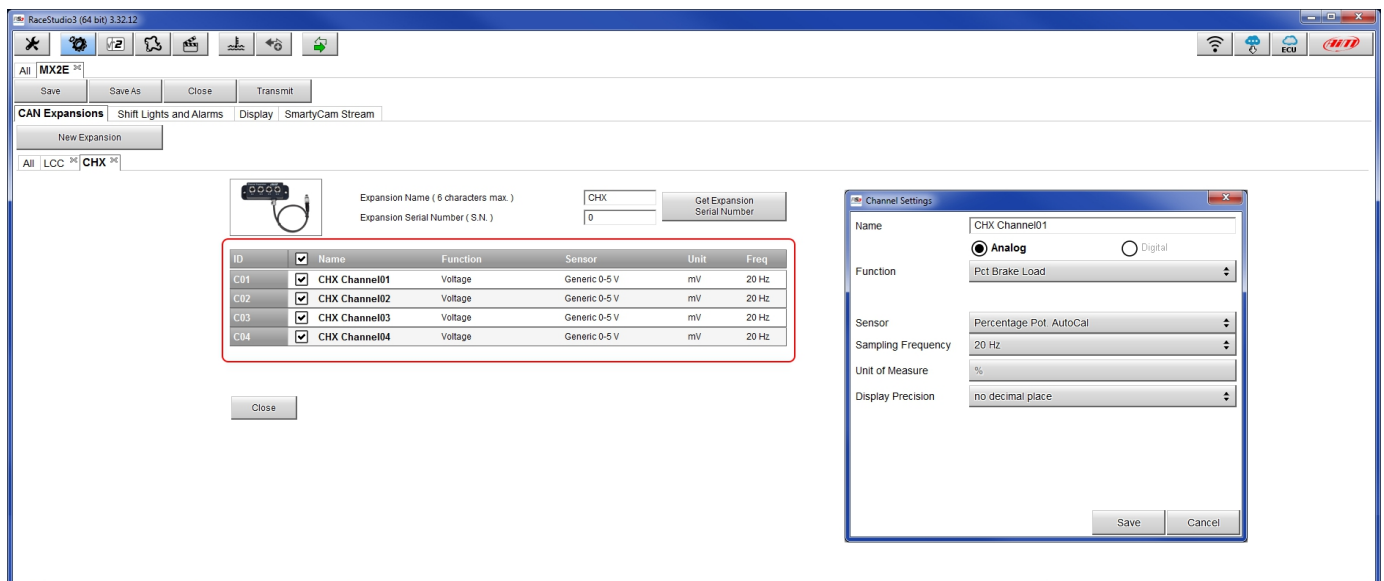 RaceStudio3 (64 bit) 3.32.12
ECU AiM
All MX2E
Save Save As Close Transmit
CAN Expansions Shift Lights and Alarms Display SmartyCam Stream
New Expansion
All LCC CHX
Expansion Name ( 6 characters max. ) CHX
Get Expansion Serial Number
Expansion Serial Number ( S.N. ) 0
ID Name Function Sensor Unit Freq
C01 CHX Channel01 Voltage Generic 0-5 V mV 20 Hz
C02 CHX Channel02 Voltage Generic 0-5 V mV 20 Hz
C03 CHX Channel03 Voltage Generic 0-5 V mV 20 Hz
C04 CHX Channel04 Voltage Generic 0-5 V mV 20 Hz
Close
Channel Settings
Name CHX Channel01
Analog Digital
Function Pct Brake Load
Sensor Percentage Pot AutoCal
Sampling Frequency 20 Hz
Unit of Measure %
Display Precision no decimal place
Save Cancel